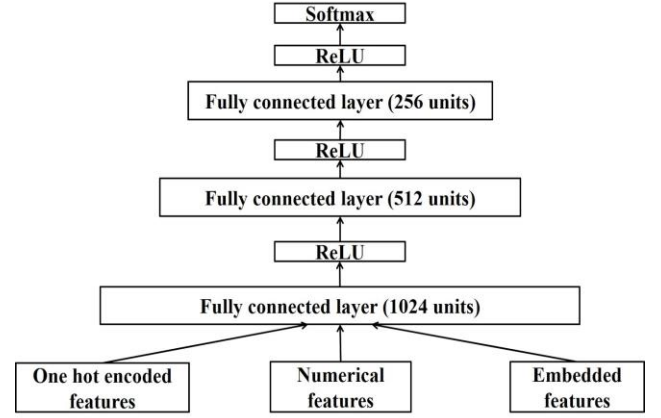 Softmax
ReLU
Fully connected layer (256 units)
ReLU
Fully connected layer (512 units)
ReLU
Fully connected layer (1024 units)
One hot encoded
features
Numerical
features
Embedded
features